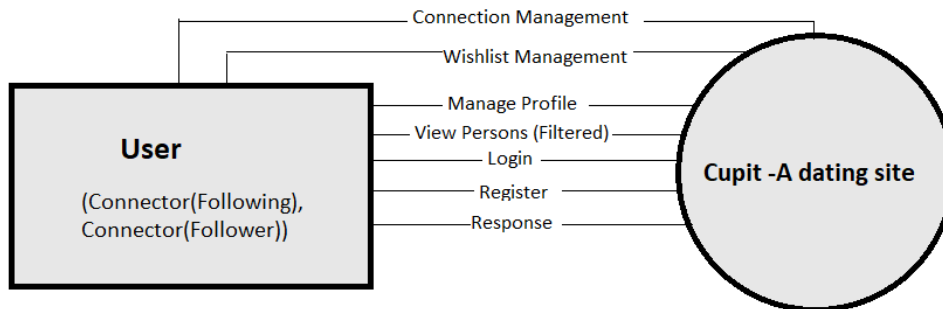 Connection Management
Wishlist Management
Manage Profile
View Persons (Filtered)
Login
Register
Response
User
(Connector(Following),
Connector(Follower))
Cupit -A dating site